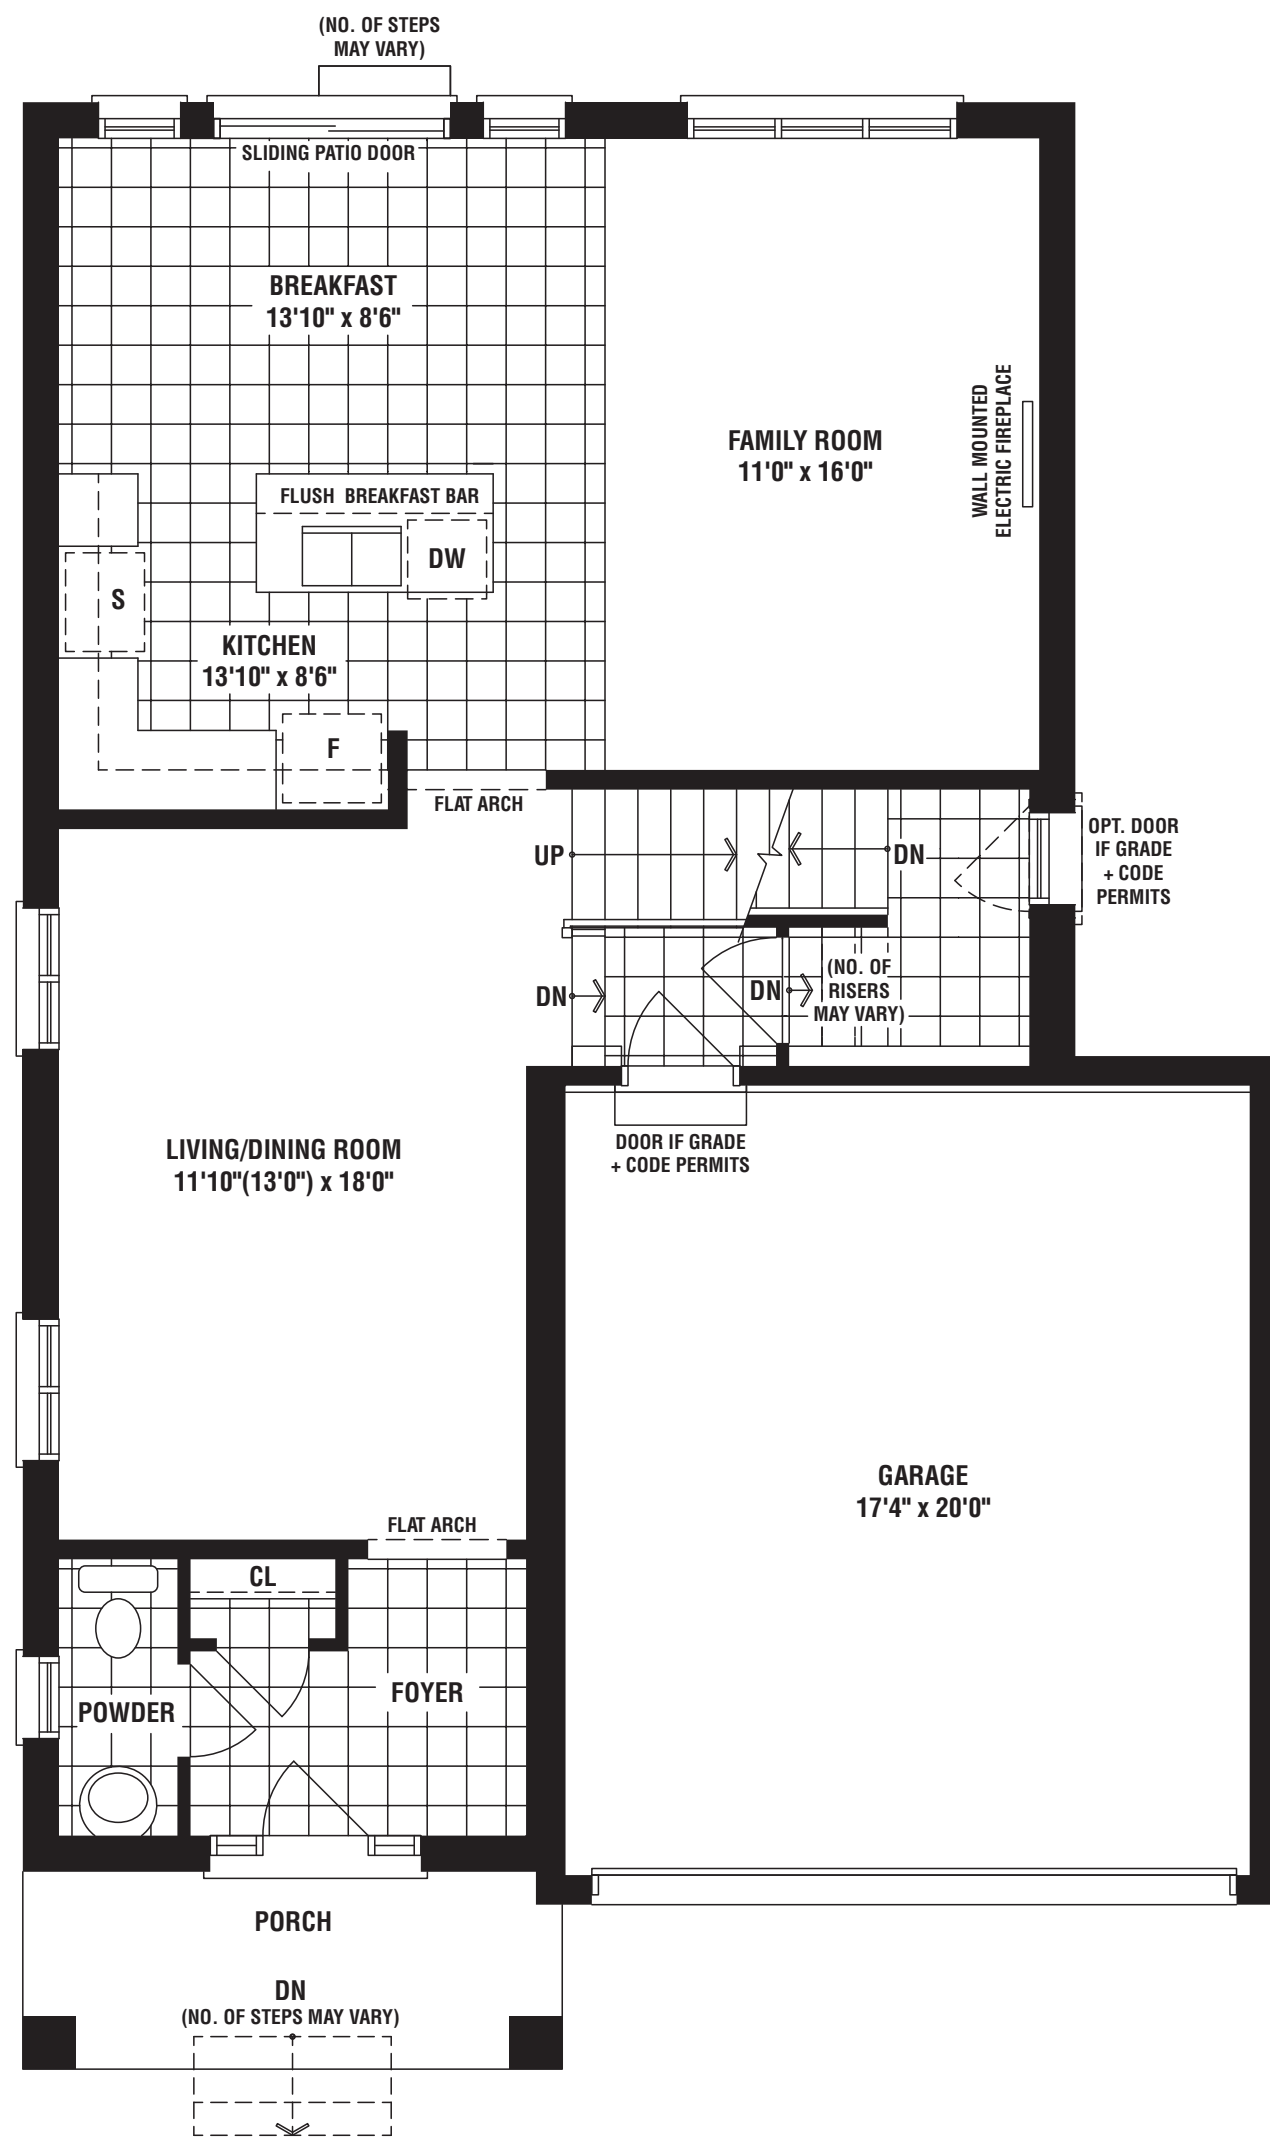 (NO. OF STEPS
MAY VARY)
SLIDING PATIO DOOR
BREAKFAST
13'10" x 8'6"
FAMILY ROOM
11'0" x 16'0"
WALL MOUNTED
ELECTRIC FIREPLACE
FLUSH BREAKFAST BAR
DW
S
KITCHEN
13'10" x 8'6"
F
FLAT ARCH
UP
DN
OPT. DOOR
IF GRADE
+ CODE
PERMITS
DN
DN
(NO. OF
RISERS
MAY VARY)
DOOR IF GRADE
+ CODE PERMITS
LIVING/DINING ROOM
11'10"(13'0") x 18'0"
GARAGE
17'4" x 20'0"
FLAT ARCH
CL
FOYER
POWDER
PORCH
DN
(NO. OF STEPS MAY VARY)